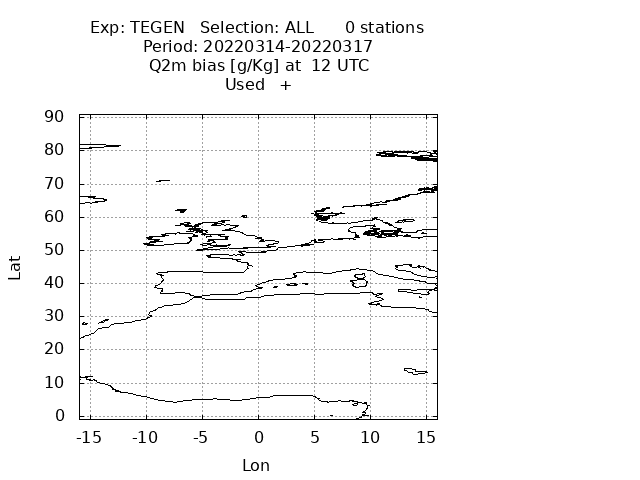 Exp: TEGEN   Selection: ALL      0 stations
Period: 20220314-20220317
Q2m bias [g/Kg] at  12 UTC
Used   +
90
80
70
60
50
40
30
20
10
0
Lat
-15 -10 -5 0 5 10 15
Lon